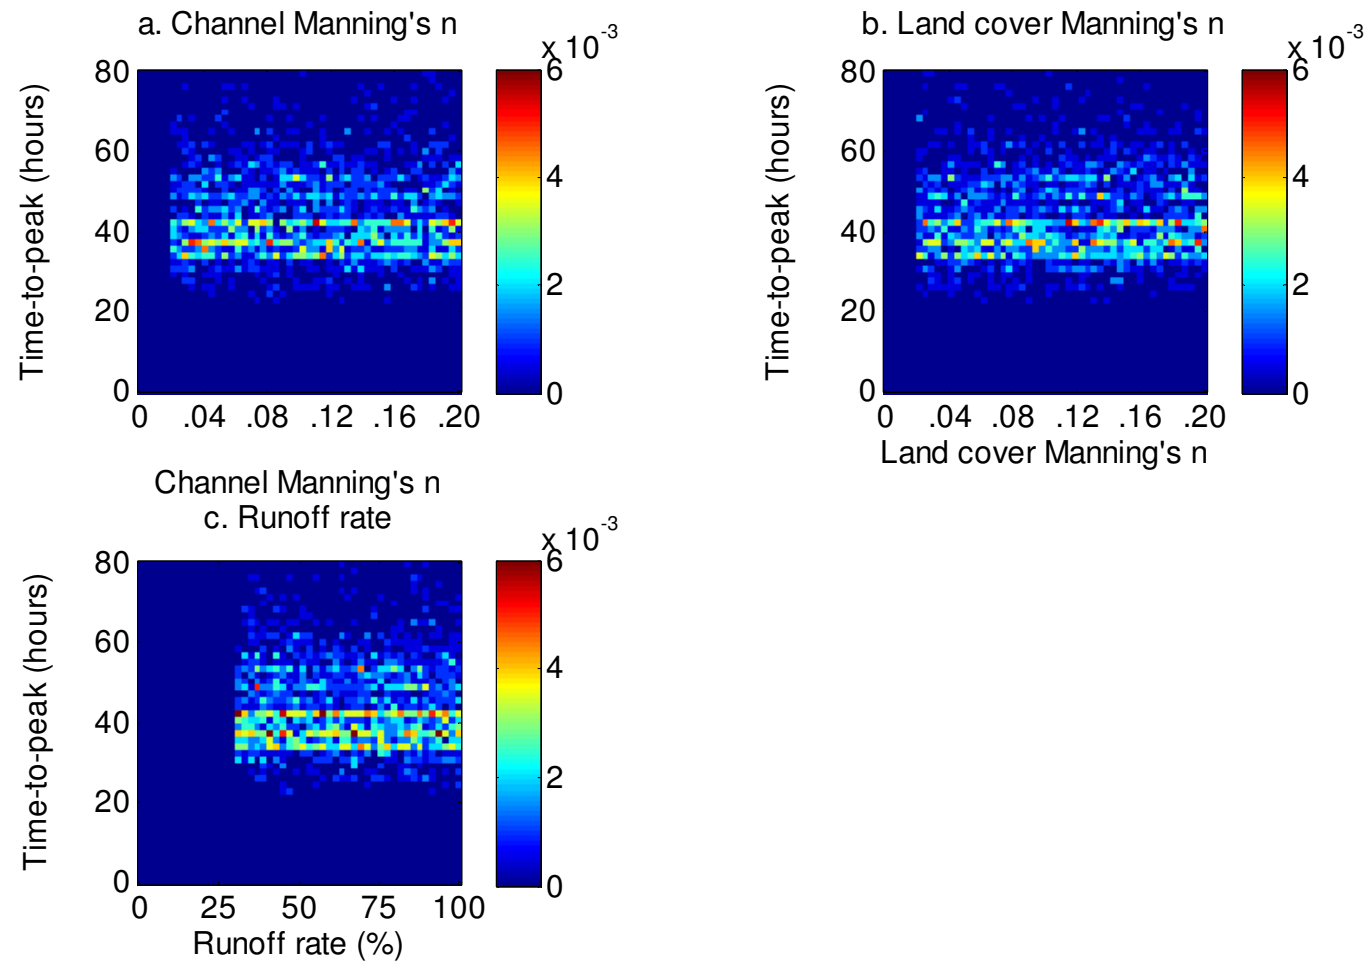 a. Channel Manning's n
x 10-3
80
60
40
20
0
Time-to-peak (hours)
0 .04 .08 .12 .16 .20
Channel Manning's n
6
4
2
0
b. Land cover Manning's n
x 10-3
80
60
40
20
0
Time-to-peak (hours)
0 .04 .08 .12 .16 .20
Land cover Manning's n
6
4
2
0
c. Runoff rate
x 10-3
80
60
40
20
0
Time-to-peak (hours)
0 25 50 75 100
Runoff rate (%)
6
4
2
0